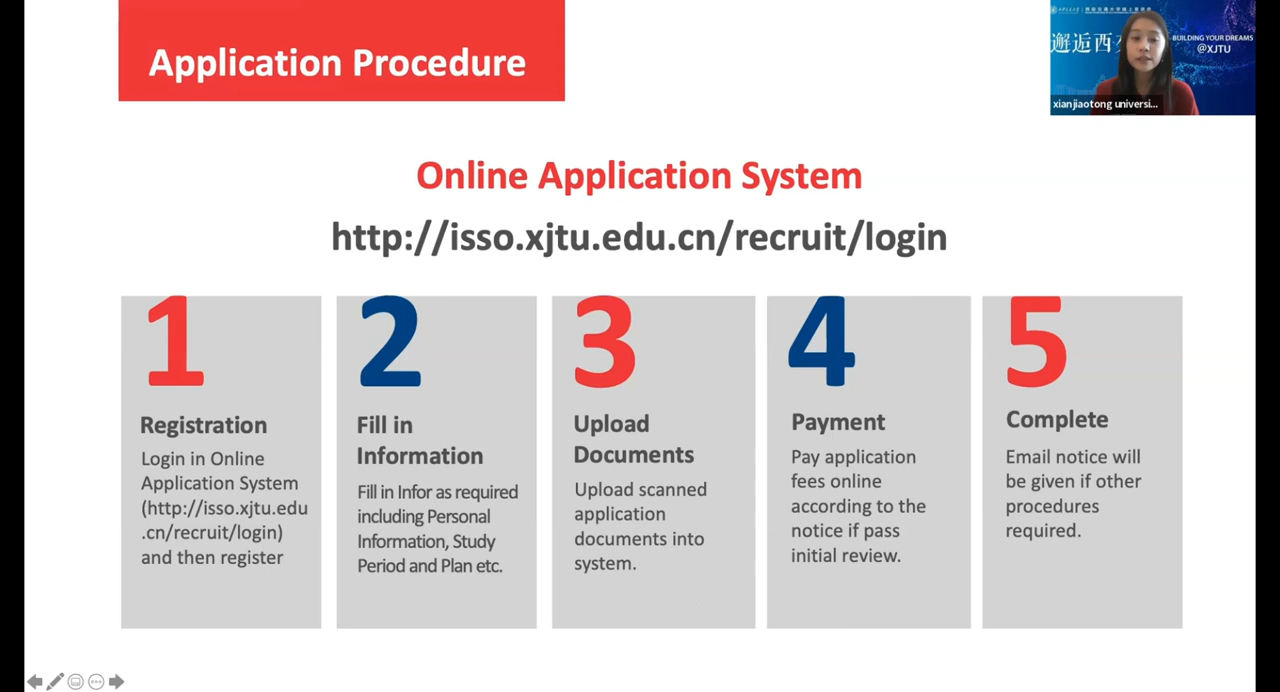 Application Procedure
BUILDING YOUR DREAMS
@XJTU
邂逅西
xianjiaotong universi...
Online Application System
http://isso.xjtu.edu.cn/recruit/login
1
Registration
Login in Online
Application System
(http://isso.xjtu.edu
.cn/recruit/login)
and then register
2
Fill in
Information
Fill in Infor as required
including Personal
Information, Study
Period and Plan etc.
3
Upload
Documents
Upload scanned
application
documents into
system.
4
Payment
Pay application
fees online
according to the
notice if pass
initial review.
5
Complete
Email notice will
be given if other
procedures
required.